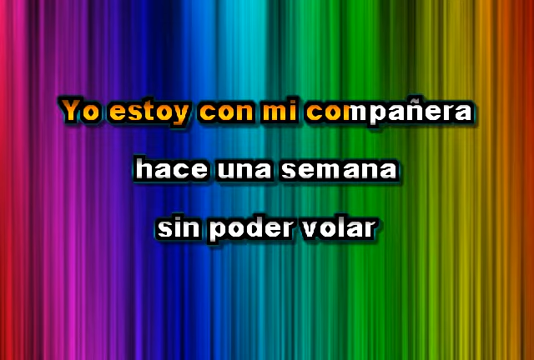 Yo estoy con mi compañera
hace una semana
sin poder volar